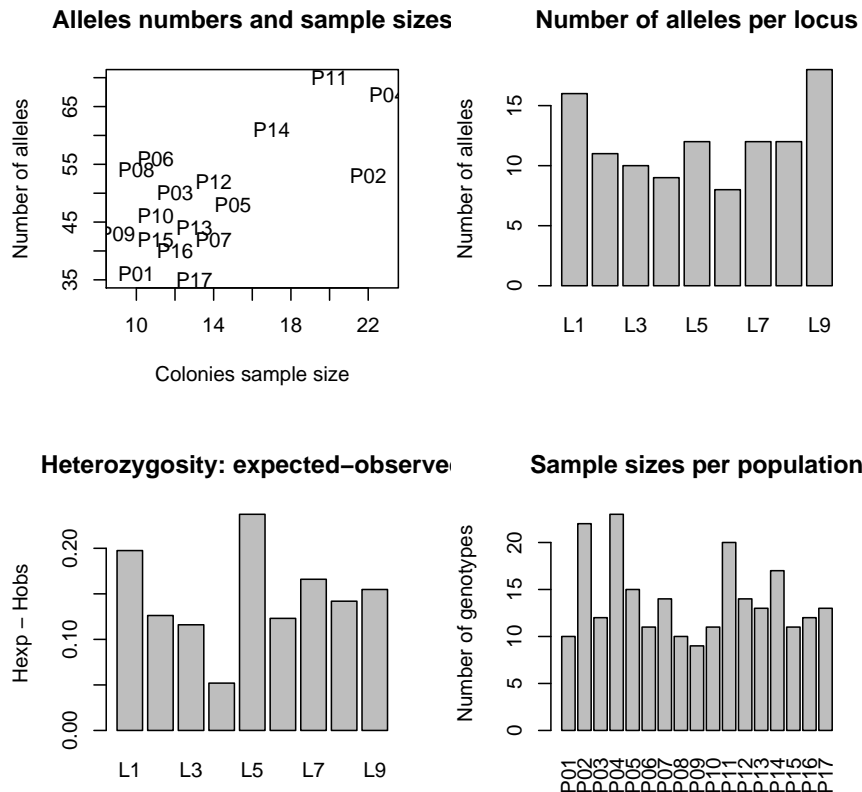 Alleles numbers and sample sizes
Number of alleles
35 45 55 65
10 14 18 22
Colonies sample size
P11
P04
P14
P06
P08
P02
P12
P03
P05
P10
P13
P09
P15
P07
P16
P01
P17
Number of alleles per locus
Number of alleles
0 5 10 15
L1 L3 L5 L7 L9
Heterozygosity: expected−observe
Hexp − Hobs
0.00 0.10 0.20
L1 L3 L5 L7 L9
Sample sizes per population
Number of genotypes
0 5 10 15 20
P01 P02 P03 P04 P05 P06 P07 P08 P09 P10 P11 P12 P13 P14 P15 P16 P17